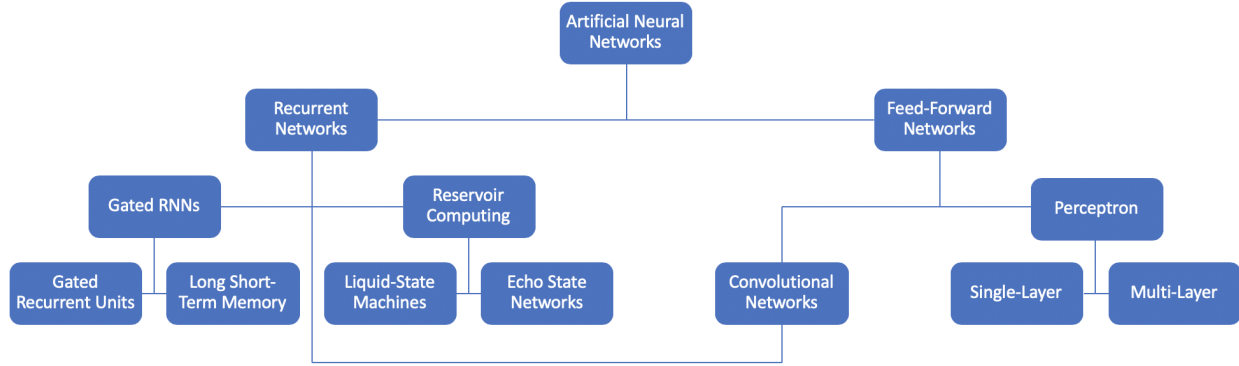 Artificial Neural
Networks
Recurrent
Networks
Feed-Forward
Networks
Gated RNNs
Reservoir
Computing
Perceptron
Gated
Recurrent Units
Long Short-
Term Memory
Liquid-State
Machines
Echo State
Networks
Convolutional
Networks
Single-Layer
Multi-Layer